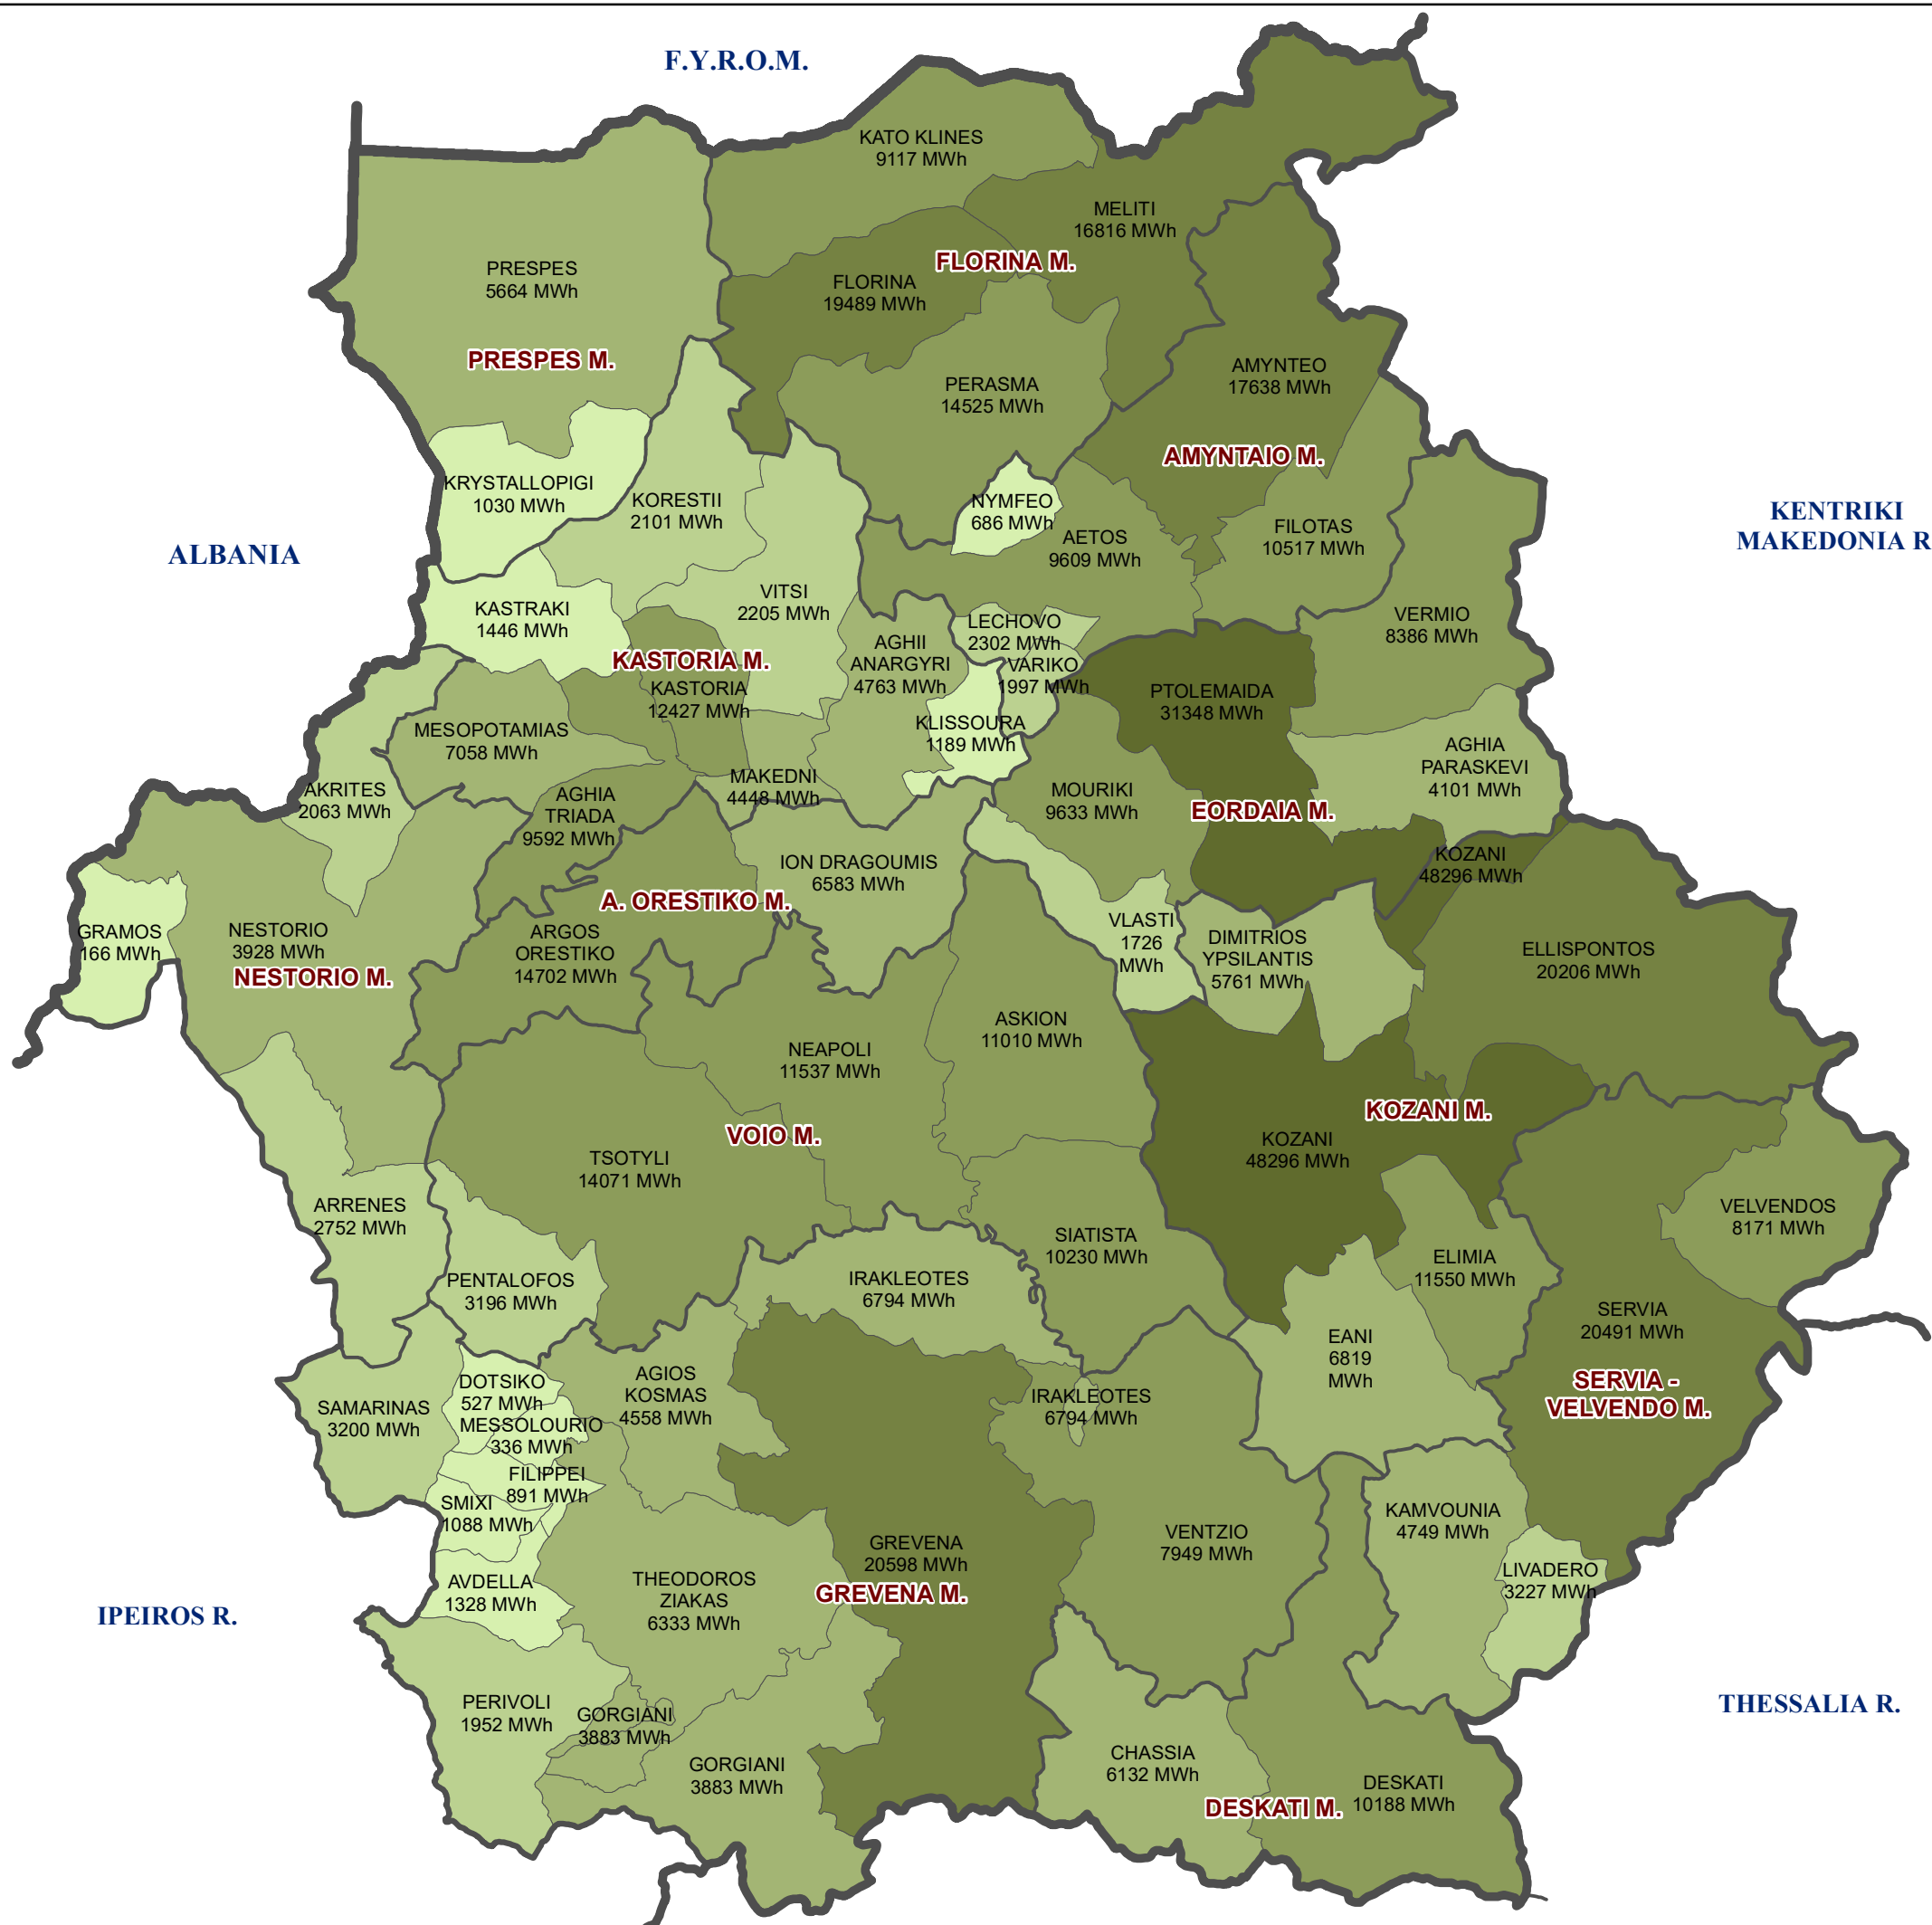 F.Y.R.O.M.
KATO KLINES
9117 MWh
MELITI
16816 MWh
FLORINA M.
PRESPES
5664 MWh
FLORINA
19489 MWh
PRESPES M.
AMYNTEO
17638 MWh
PERASMA
14525 MWh
AMYNTAIO M.
KRYSTALLOPIGI
1030 MWh
KORESTII
2101 MWh
NYMFEO
686 MWh
AETOS
9609 MWh
FILOTAS
10517 MWh
KENTRIKI
MAKEDONIA R
ALBANIA
KASTRAKI
1446 MWh
VITSI
2205 MWh
LECHOVO
2302 MWh
VERMIO
8386 MWh
AGHII
ANARGYRI
4763 MWh
KASTORIA M.
KASTORIA
12427 MWh
VARIKO
1997 MWh
PTOLEMAIDA
31348 MWh
MESOPOTAMIAS
7058 MWh
KLISSOURA
1189 MWh
AGHIA
PARASKEVI
4101 MWh
AKRITES
2063 MWh
AGHIA
TRIADA
9592 MWh
MAKEDNI
4448 MWh
MOURIKI
9633 MWh
EORDAIA M.
ION DRAGOUMIS
6583 MWh
KOZANI
48296 MWh
A. ORESTIKO M.
GRAMOS
166 MWh
NESTORIO
3928 MWh
NESTORIO M.
ARGOS
ORESTIKO
14702 MWh
VLASTI
1726
MWh
DIMITRIOS
YPSILANTIS
5761 MWh
ELLISPONTOS
20206 MWh
ASKION
11010 MWh
NEAPOLI
11537 MWh
KOZANI M.
VOIO M.
TSOTYLI
14071 MWh
KOZANI
48296 MWh
ARRENES
2752 MWh
VELVENDOS
8171 MWh
SIATISTA
10230 MWh
ELIMIA
11550 MWh
PENTALOFOS
3196 MWh
IRAKLEOTES
6794 MWh
SERVIA
20491 MWh
EANI
6819
MWh
SERVIA -
VELVENDO M.
AGIOS
KOSMAS
4558 MWh
DOTSIKO
527 MWh
SAMARINAS
3200 MWh
IRAKLEOTES
6794 MWh
MESSOLOURIO
336 MWh
FILIPPEI
891 MWh
SMIXI
1088 MWh
KAMVOUNIA
4749 MWh
GREVENA
20598 MWh
VENTZIO
7949 MWh
LIVADERO
3227 MWh
AVDELLA
1328 MWh
THEODOROS
ZIAKAS
6333 MWh
GREVENA M.
IPEIROS R.
PERIVOLI
1952 MWh
GORGIANI
3883 MWh
THESSALIA R.
GORGIANI
3883 MWh
CHASSIA
6132 MWh
DESKATI
10188 MWh
DESKATI M.